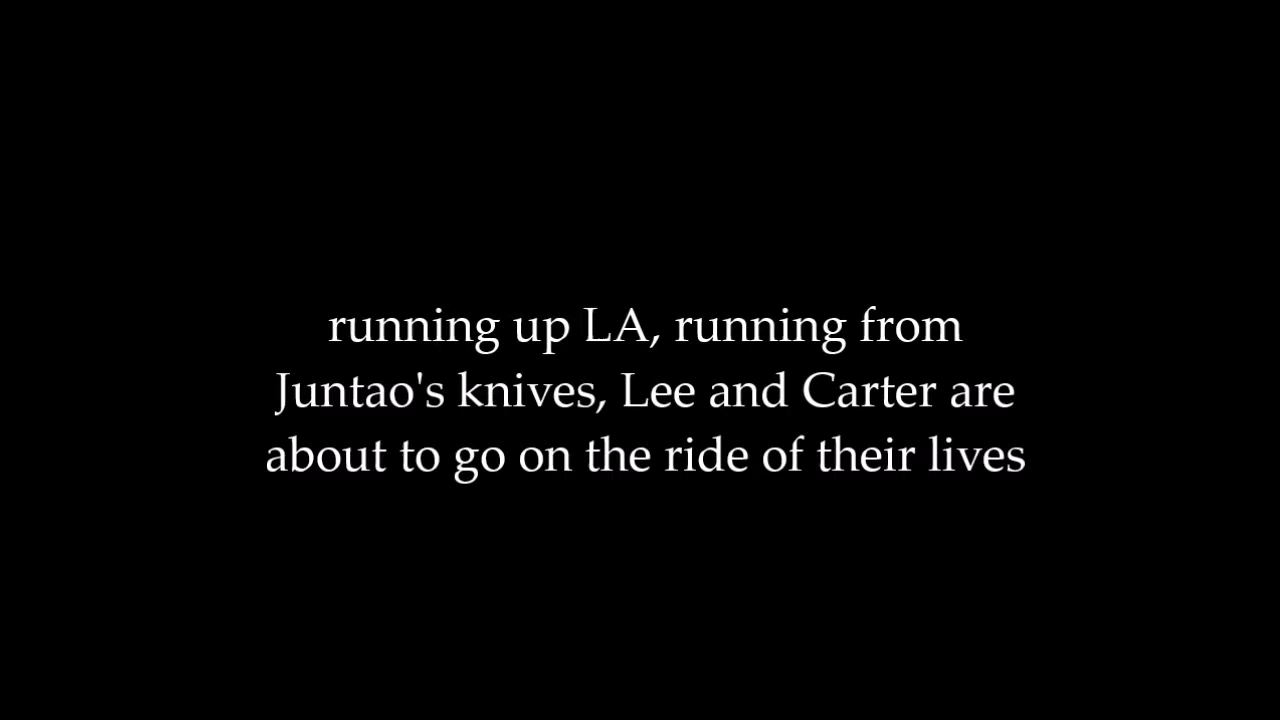 running up LA, running from
Juntao's knives, Lee and Carter are
about to go on the ride of their lives